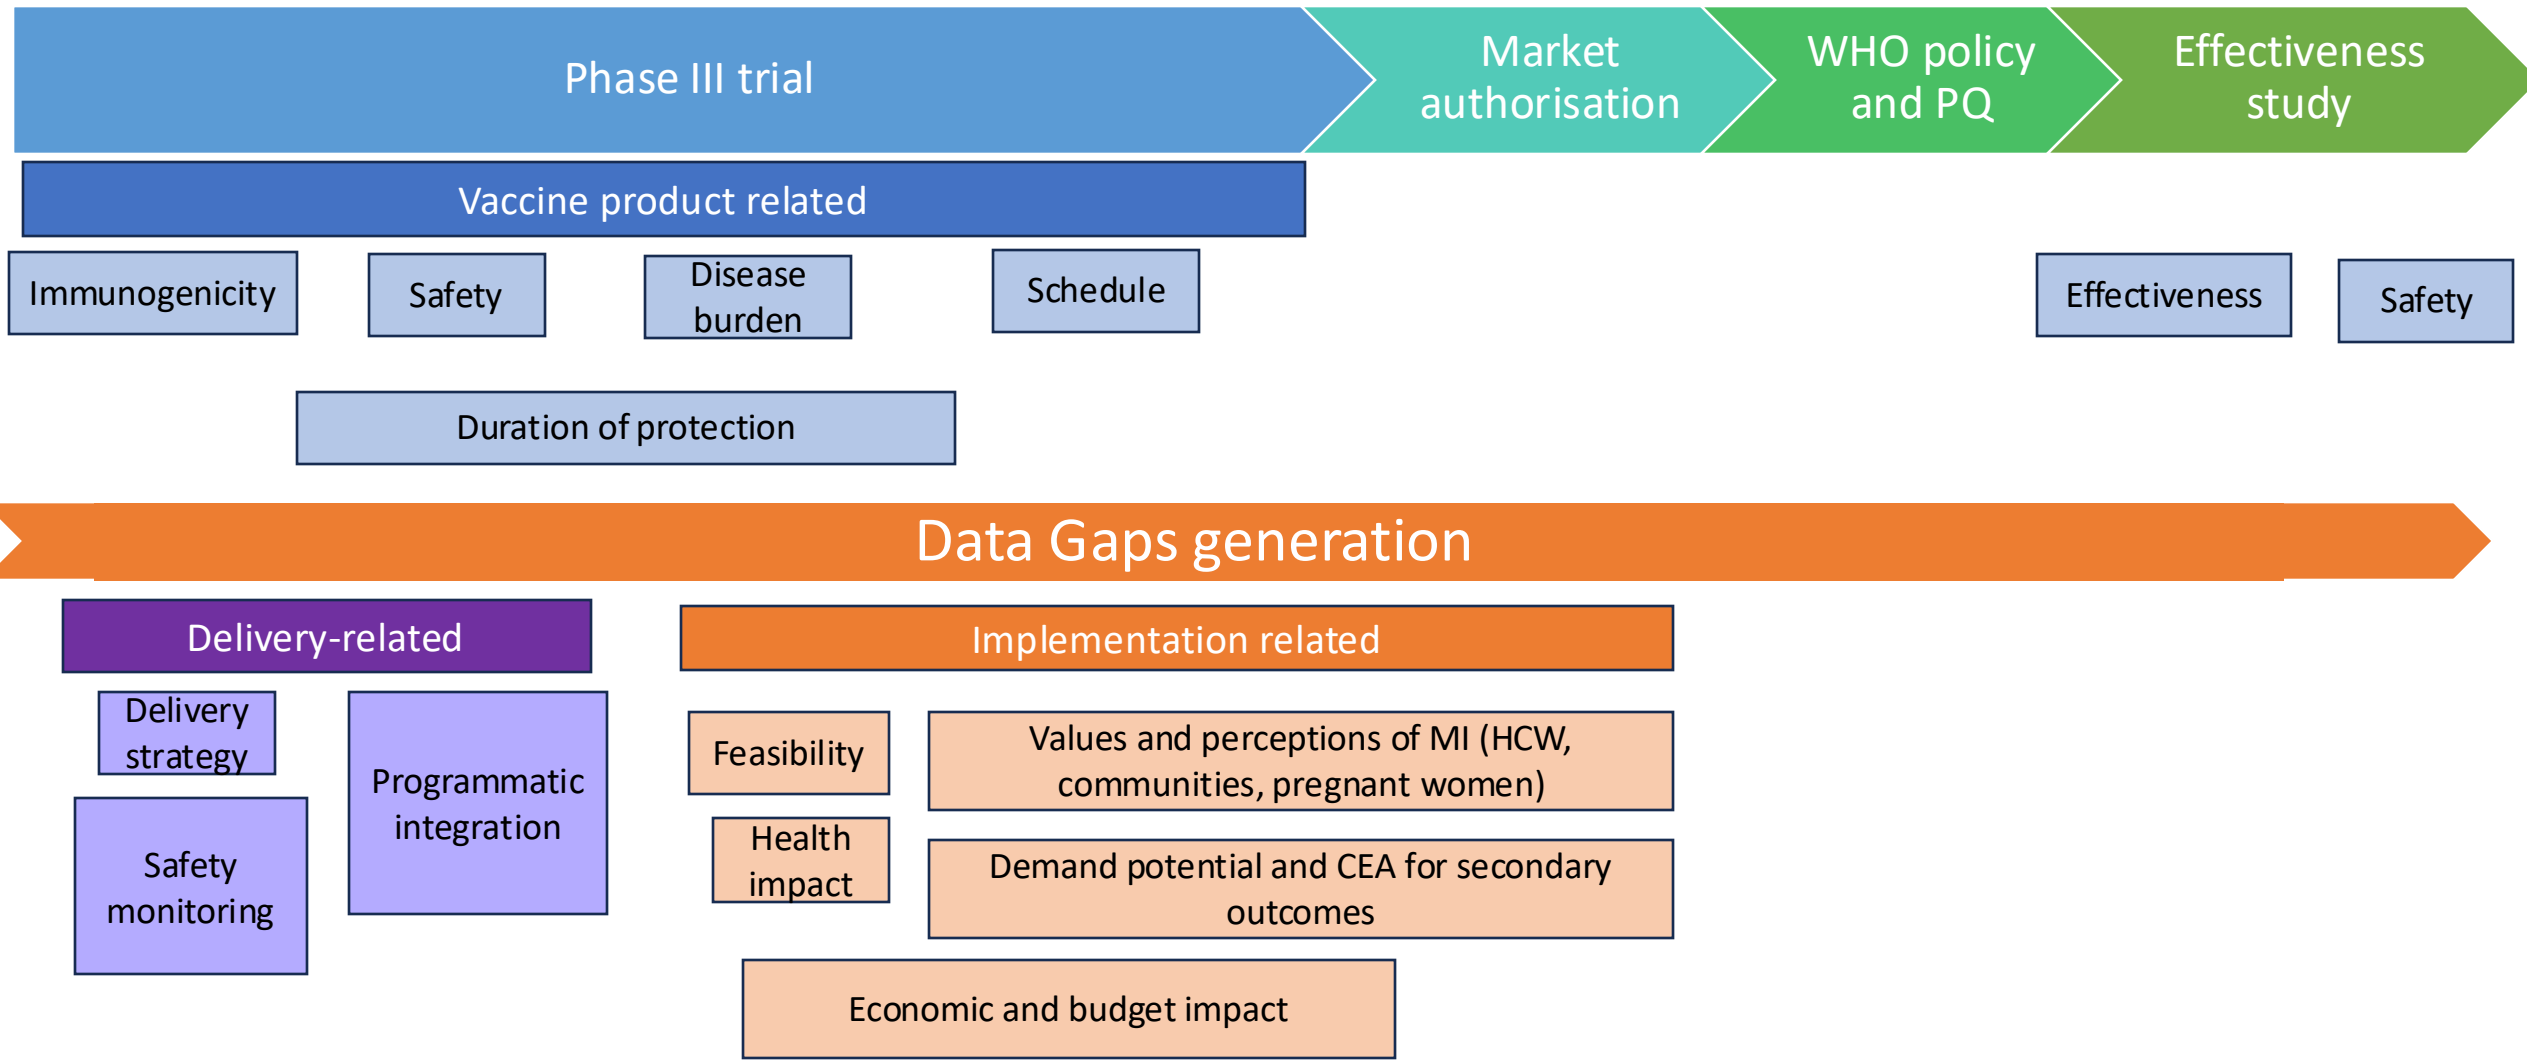 Phase III trial
Market
authorisation
WHO policy
and PQ
Effectiveness
study
Vaccine product related
Immunogenicity
Safety
Disease
burden
Schedule
Effectiveness
Safety
Duration of protection
Data Gaps generation
Delivery-related
Implementation related
Delivery
strategy
Programmatic
integration
Safety
monitoring
Feasibility
Values and perceptions of MI (HCW,
communities, pregnant women)
Health
impact
Demand potential and CEA for secondary
outcomes
Economic and budget impact